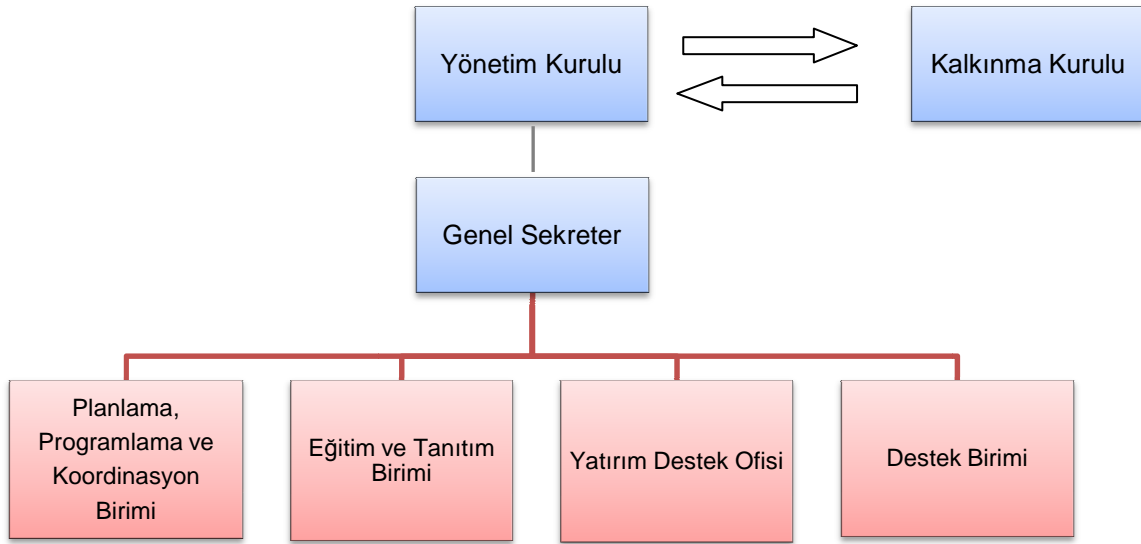 Yönetim Kurulu
Kalkınma Kurulu
Genel Sekreter
Planlama,
Programlama ve
Koordinasyon
Birimi
Eğitim ve Tanıtım
Birimi
Yatırım Destek Ofisi
Destek Birimi